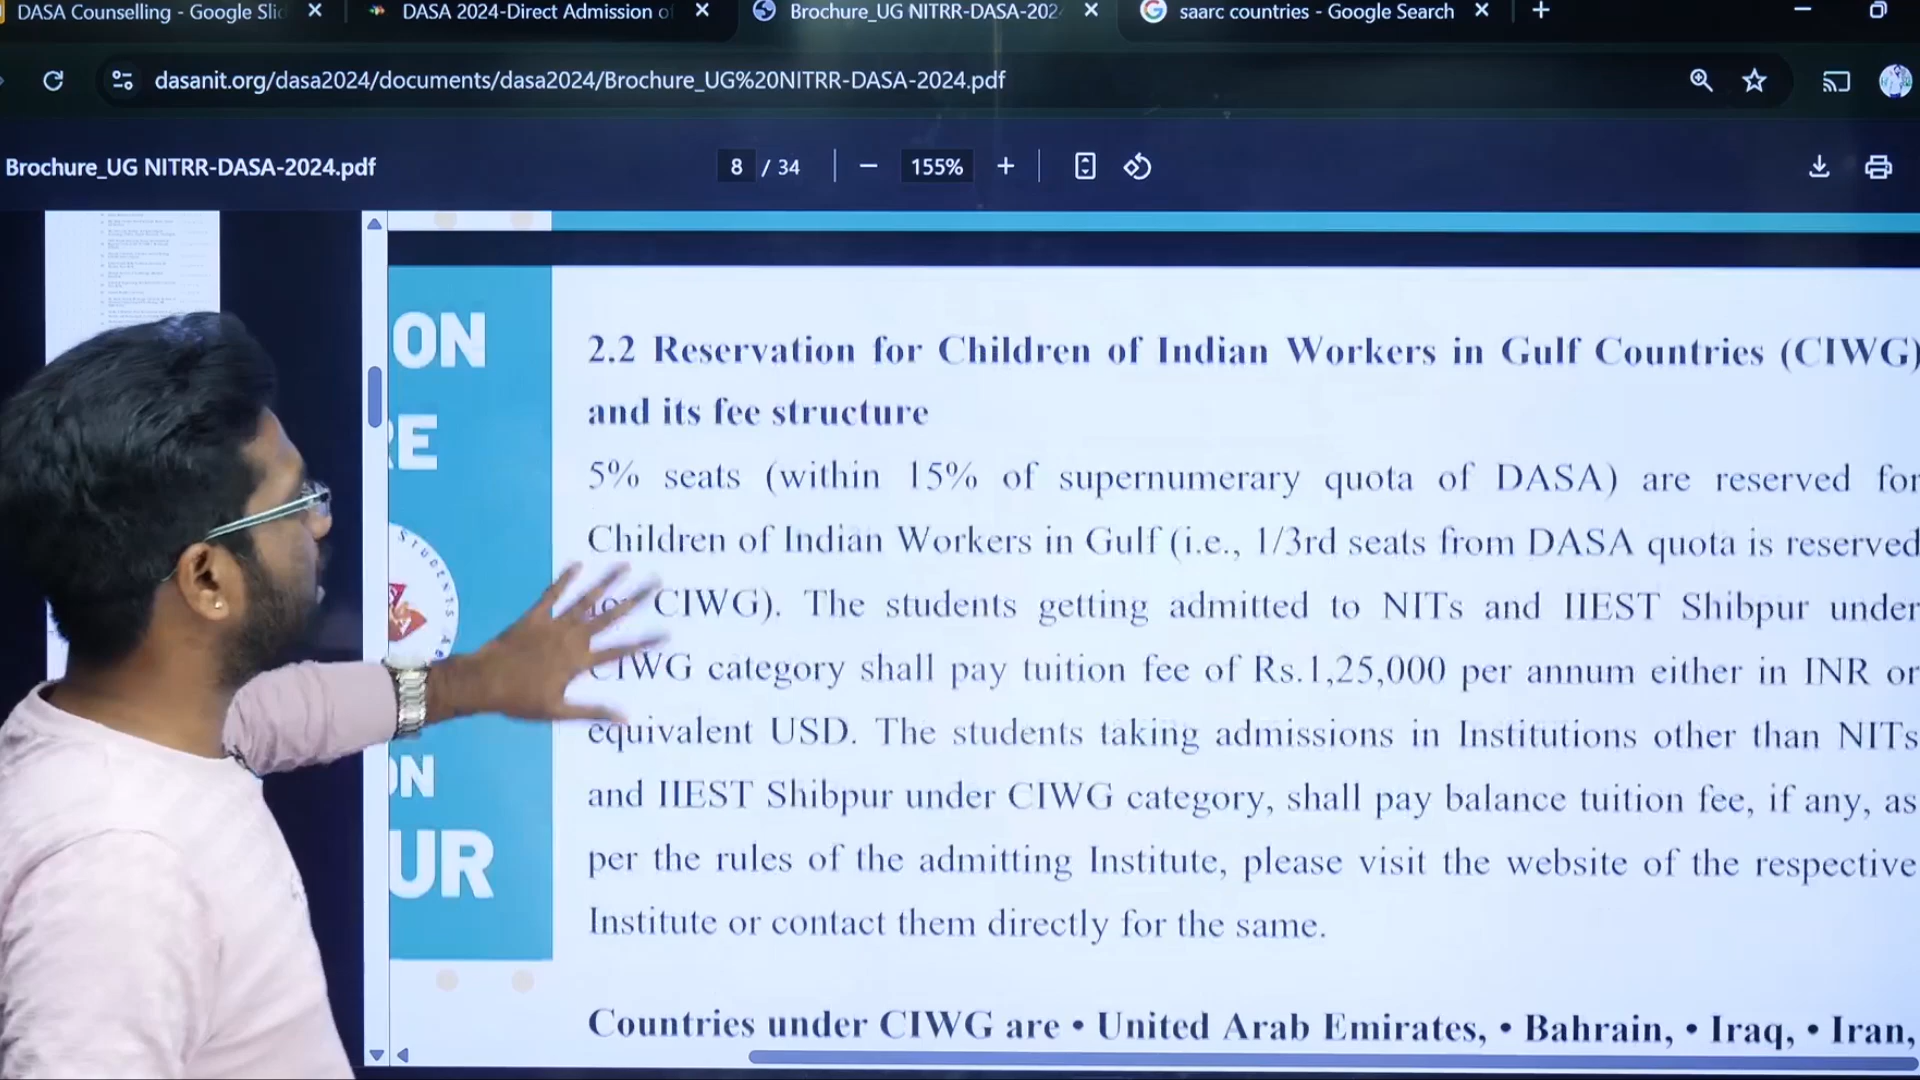 DASA Counselling - Google Slid
DASA 2024-Direct Admission of
Brochure_UG NITRR-DASA-202
saarc countries - Google Search
dasanit.org/dasa2024/documents/dasa2024/Brochure_UG%20NITRR-DASA-2024.pdf
Brochure_UG NITRR-DASA-2024.pdf
8 / 34
155%
ON
RE
STUDENTS A
ON
UR
2.2 Reservation for Children of Indian Workers in Gulf Countries (CIWG)
and its fee structure
5% seats (within 15% of supernumerary quota of DASA) are reserved for
Children of Indian Workers in Gulf (i.e., 1/3rd seats from DASA quota is reserved
for CIWG). The students getting admitted to NITs and IIEST Shibpur under
CIWG category shall pay tuition fee of Rs.1,25,000 per annum either in INR or
equivalent USD. The students taking admissions in Institutions other than NITs
and IIEST Shibpur under CIWG category, shall pay balance tuition fee, if any, as
per the rules of the admitting Institute, please visit the website of the respective
Institute or contact them directly for the same.
Countries under CIWG are • United Arab Emirates, • Bahrain, • Iraq, • Iran,